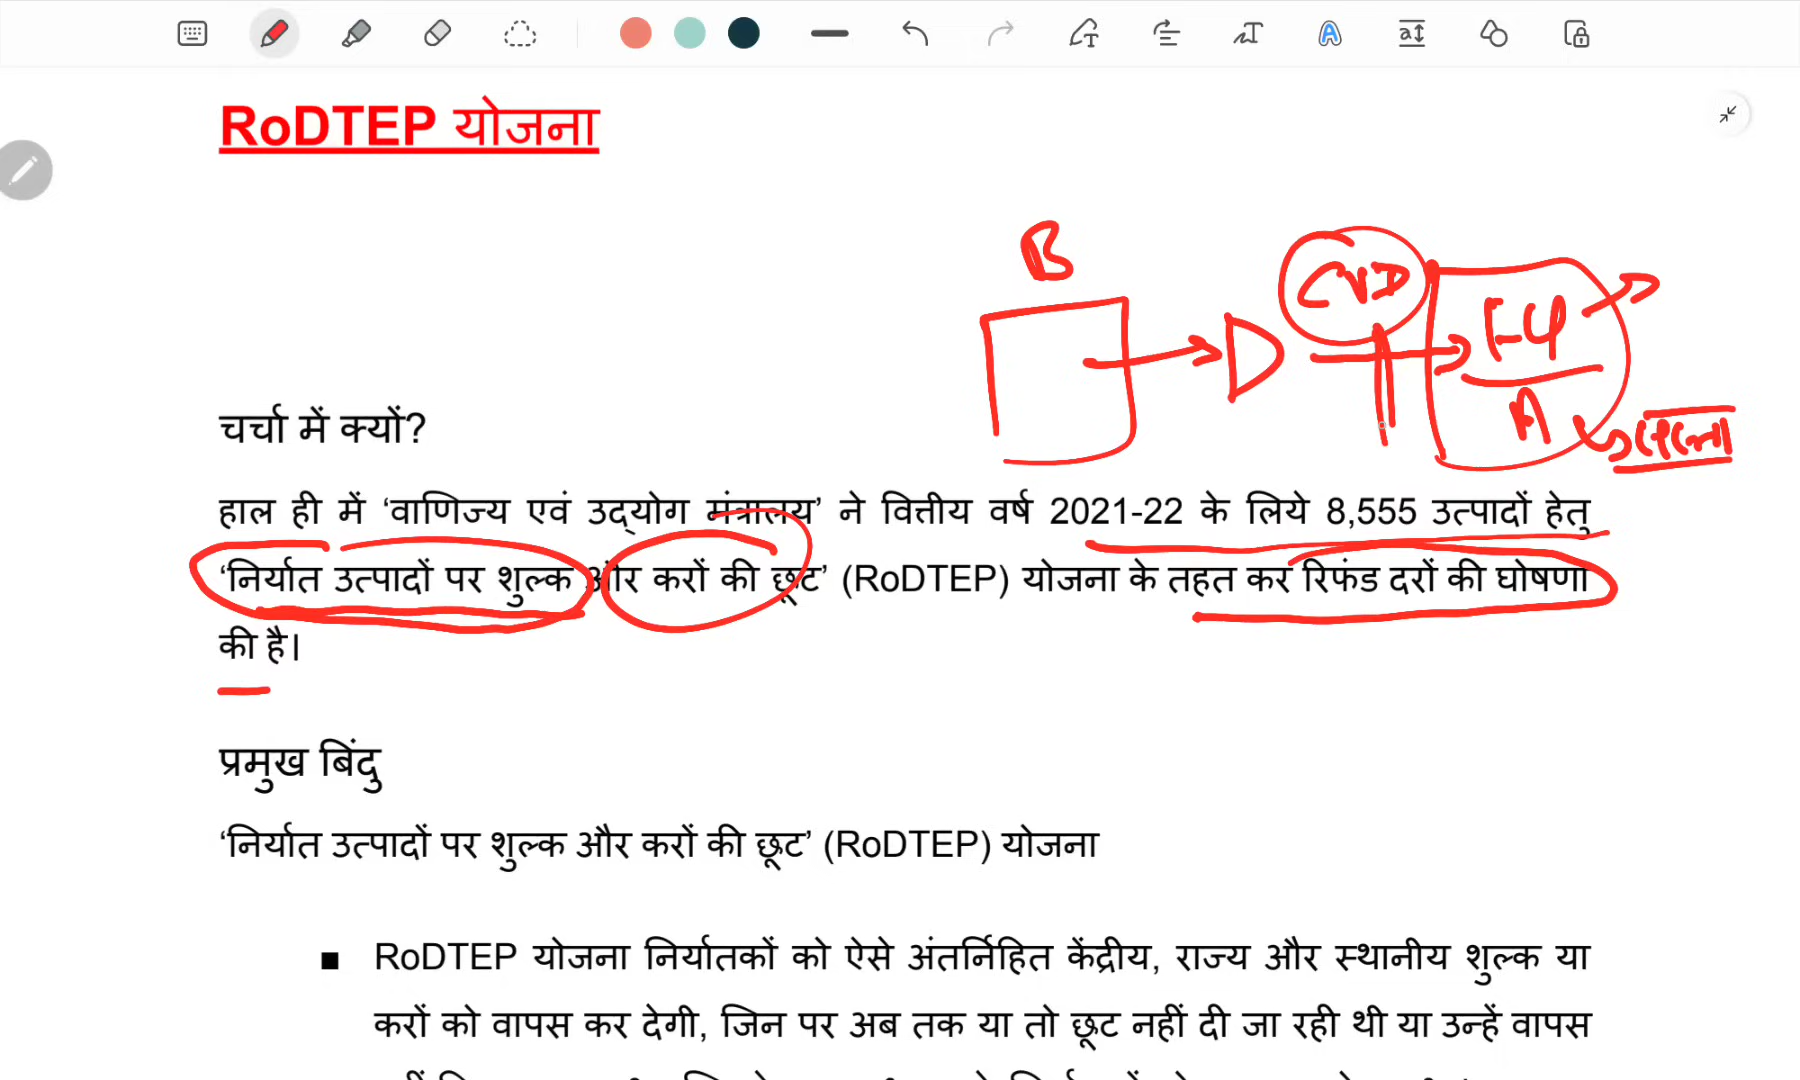 RoDTEP योजना
B
CVD
D
A
चर्चा में क्यों?
हाल ही में ‘वाणिज्य एवं उद्योग मंत्रालय’ ने वित्तीय वर्ष 2021-22 के लिये 8,555 उत्पादों हेतु
‘निर्यात उत्पादों पर शुल्क और करों की छूट’ (RoDTEP) योजना के तहत कर रिफंड दरों की घोषणा
की है।
प्रमुख बिंदु
‘निर्यात उत्पादों पर शुल्क और करों की छूट’ (RoDTEP) योजना
■ RoDTEP योजना निर्यातकों को ऐसे अंतर्निहित केंद्रीय, राज्य और स्थानीय शुल्क या
करों को वापस कर देगी, जिन पर अब तक या तो छूट नहीं दी जा रही थी या उन्हें वापस